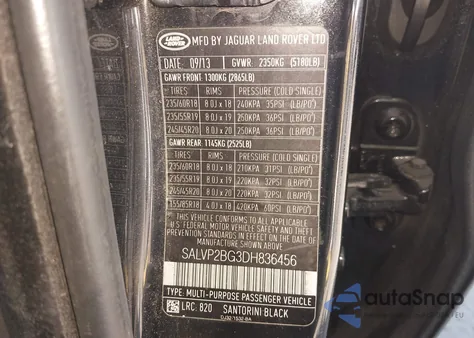 LAND ROVER MFD BY JAGUAR LAND ROVER LTD
DATE: 09/13 GVWR 2350KG (5180LB)
GAWR FRONT: 1300KG (2865LB)
TIRES RIMS PRESSURE (COLD SINGLE)
235/60R18 8.0J x 18 240KPA 35PSI (LB/PO²)
235/55R19 8.0J x 19 250KPA 36PSI (LB/PO²)
245/45R20 8.0J x 20 250KPA 36PSI (LB/PO²)
GAWR REAR: 1145KG (2525LB)
TIRES RIMS PRESSURE (COLD SINGLE)
235/60R18 8.0J x 18 210KPA 31PSI (LB/PO²)
235/55R19 8.0J x 19 220KPA 32PSI (LB/PO²)
245/45R20 8.0J x 20 220KPA 32PSI (LB/PO²)
155/85R18 4.0J x 18 420KPA 60PSI (LB/PO²)
THIS VEHICLE CONFORMS TO ALL APPLICABLE
U.S FEDERAL MOTOR VEHICLE SAFETY
STANDARDS IN EFFECT ON THE DATE OF
MANUFACTURE SHOWN ABOVE
SALVP2BG3DH836456
TYPE: MULTI-PURPOSE PASSENGER VEHICLE
LRC: 820 SANTORINI BLACK
DJ32-1532-BA
autoSnap